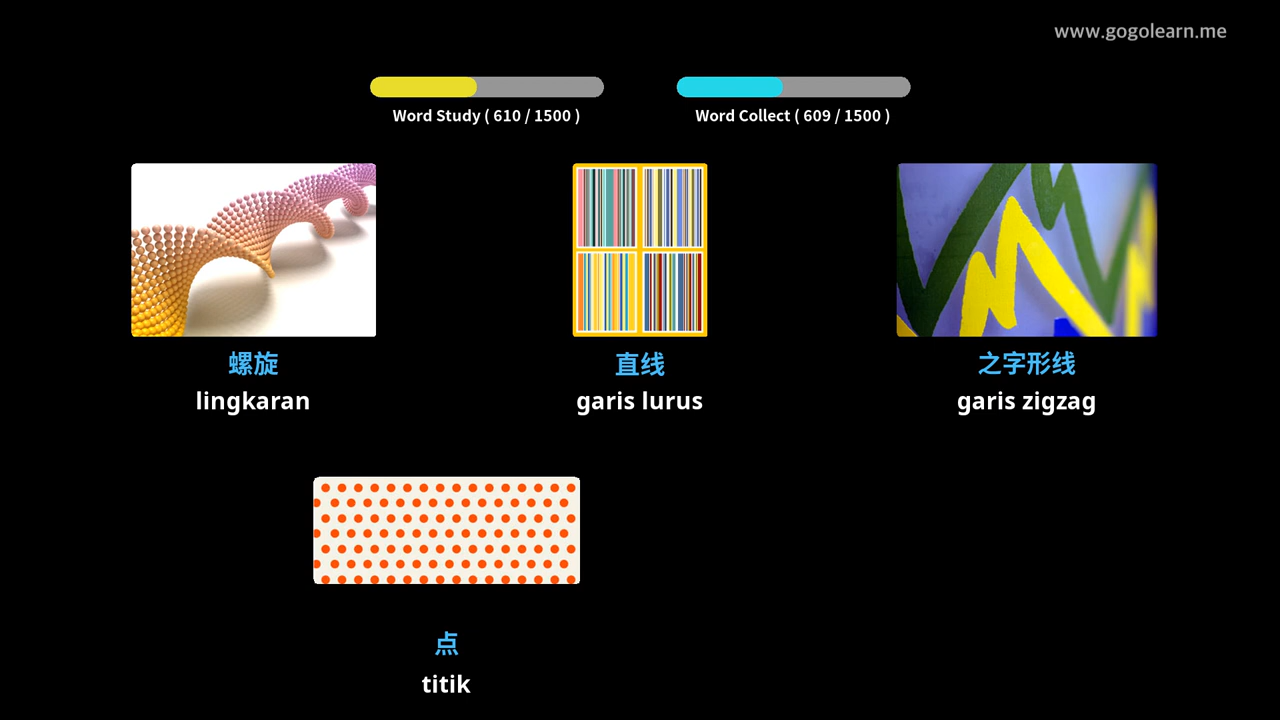 www.gogolearn.me
Word Study ( 610 / 1500 )
Word Collect ( 609 / 1500 )
螺旋
lingkaran
直线
garis lurus
之字形线
garis zigzag
点
titik